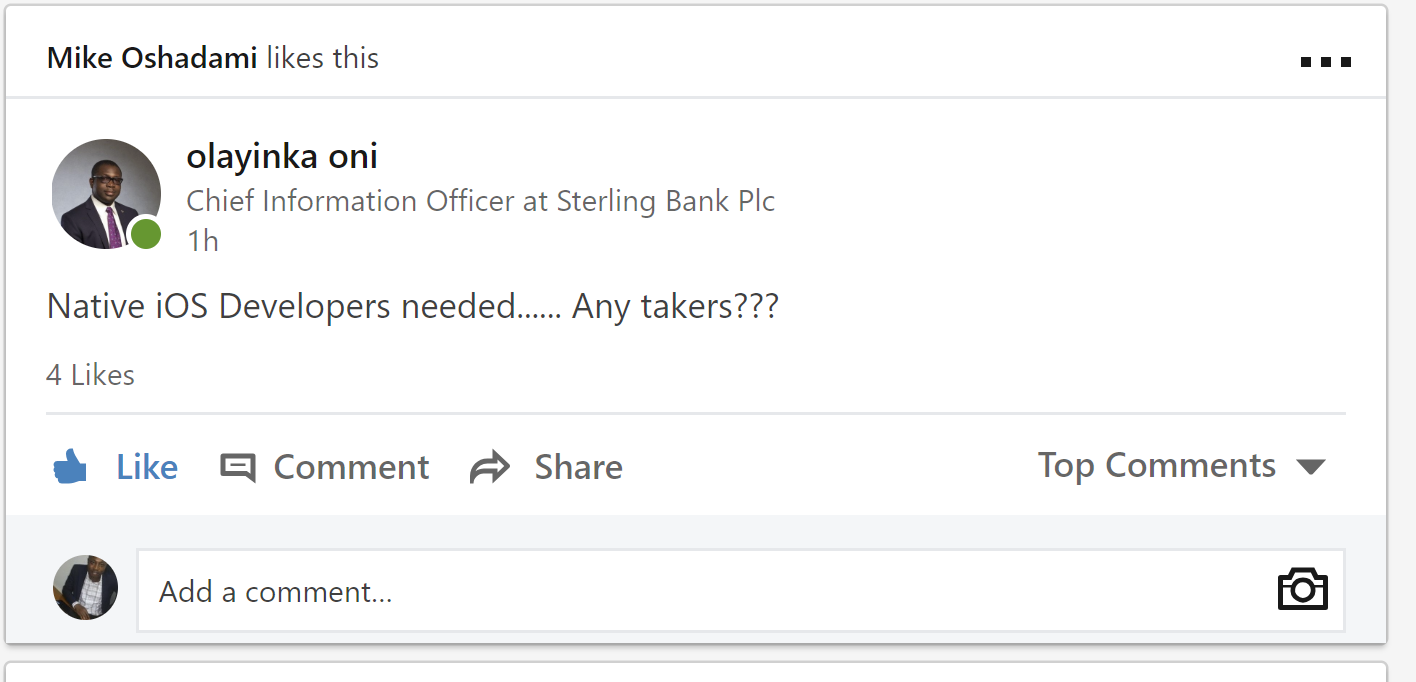 Mike Oshadami likes this
olayinka oni
Chief Information Officer at Sterling Bank Plc
1h
Native iOS Developers needed...... Any takers???
4 Likes
Like Comment Share Top Comments
Add a comment...